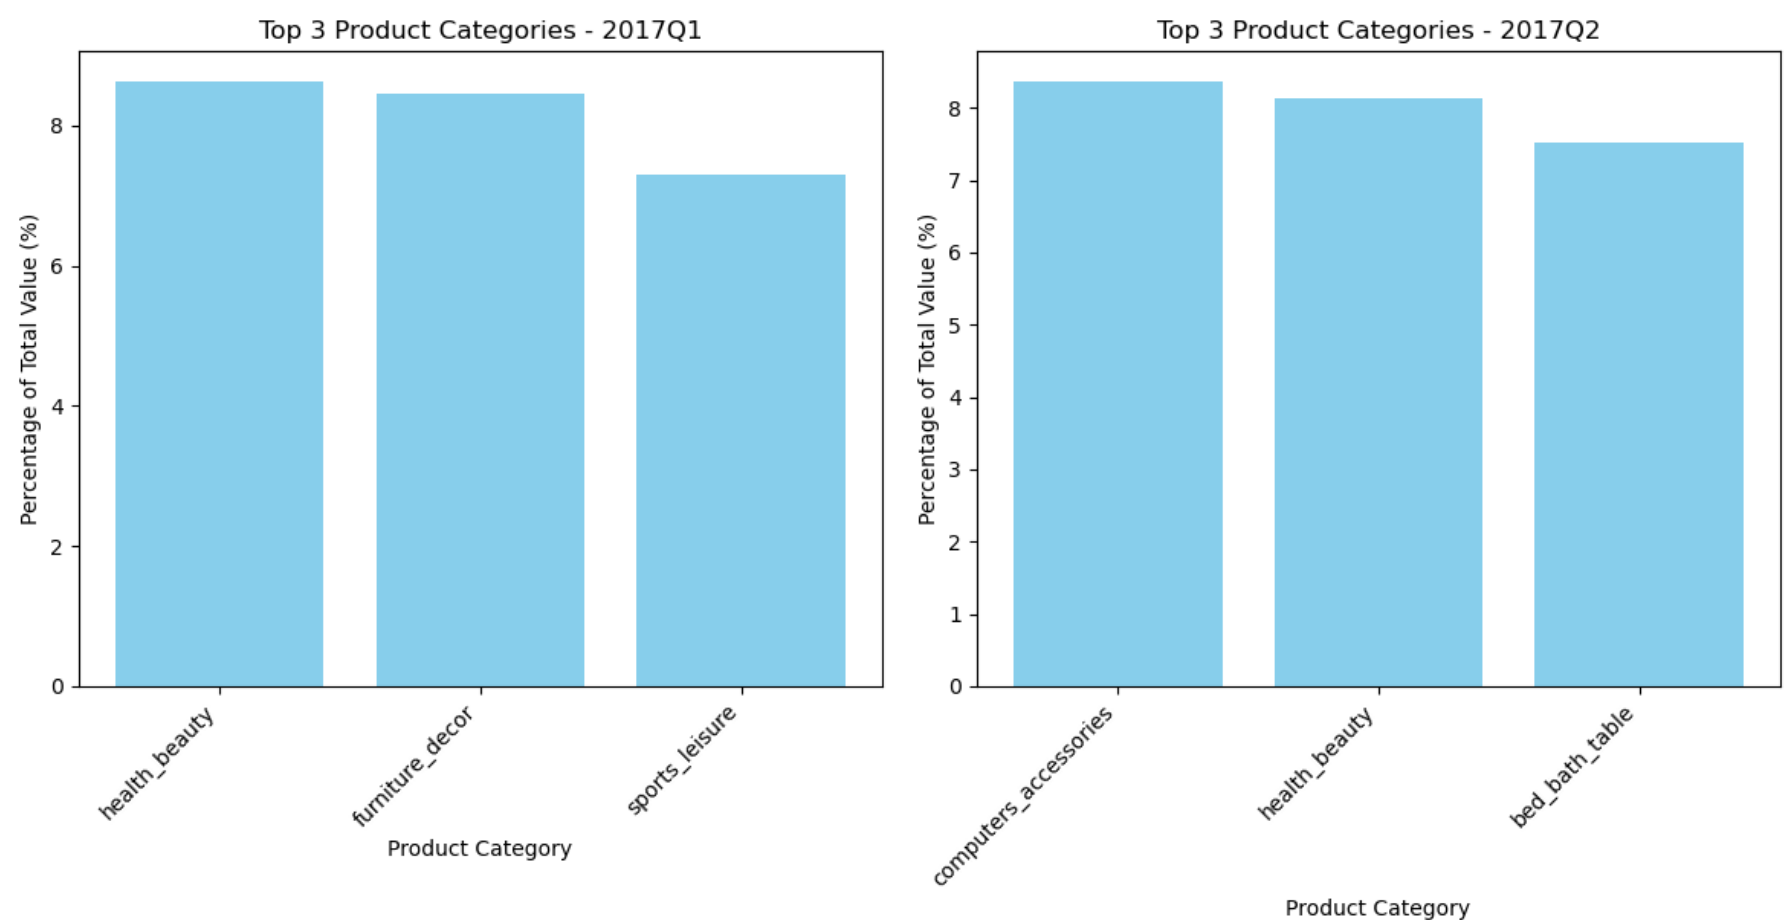 Top 3 Product Categories - 2017Q1
Percentage of Total Value (%)
8
6
4
2
0
health_beauty
furniture_decor
sports_leisure
Product Category
Top 3 Product Categories - 2017Q2
Percentage of Total Value (%)
8
7
6
5
4
3
2
1
0
computers_accessories
health_beauty
bed_bath_table
Product Category